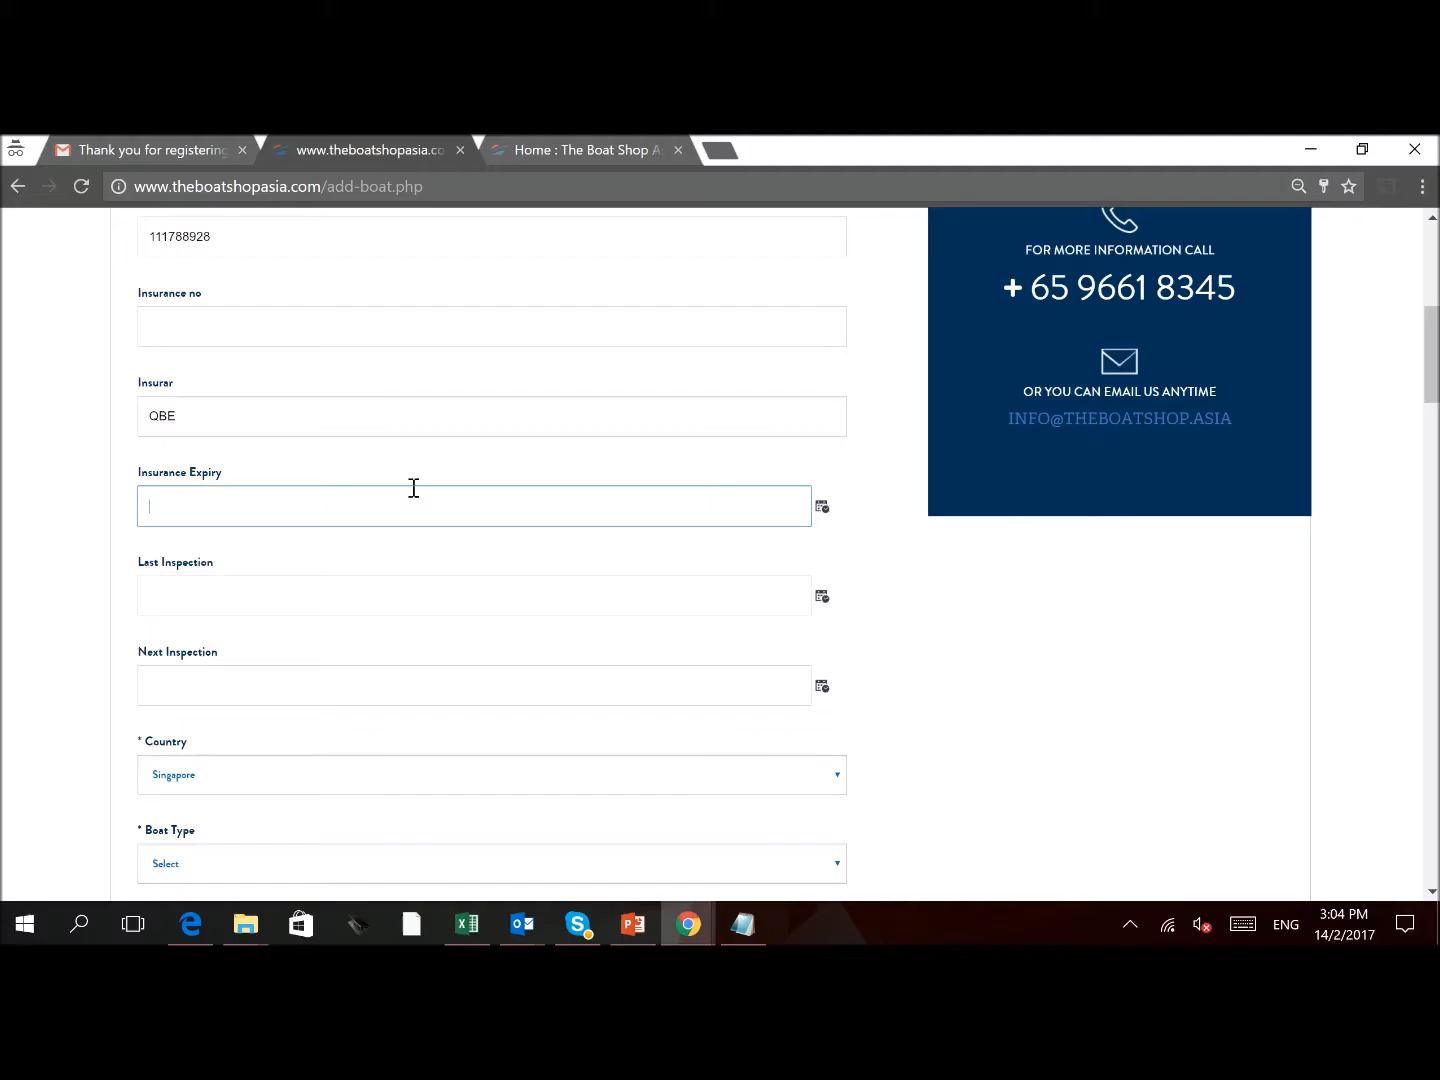 Thank you for registering
www.theboatshopasia.co
Home : The Boat Shop A
www.theboatshopasia.com/add-boat.php
111788928
Insurance no
Insurar
QBE
Insurance Expiry
Last Inspection
Next Inspection
* Country
Singapore
* Boat Type
Select
FOR MORE INFORMATION CALL
+ 65 9661 8345
OR YOU CAN EMAIL US ANYTIME
INFO@THEBOATSHOP.ASIA
ENG
3:04 PM
14/2/2017